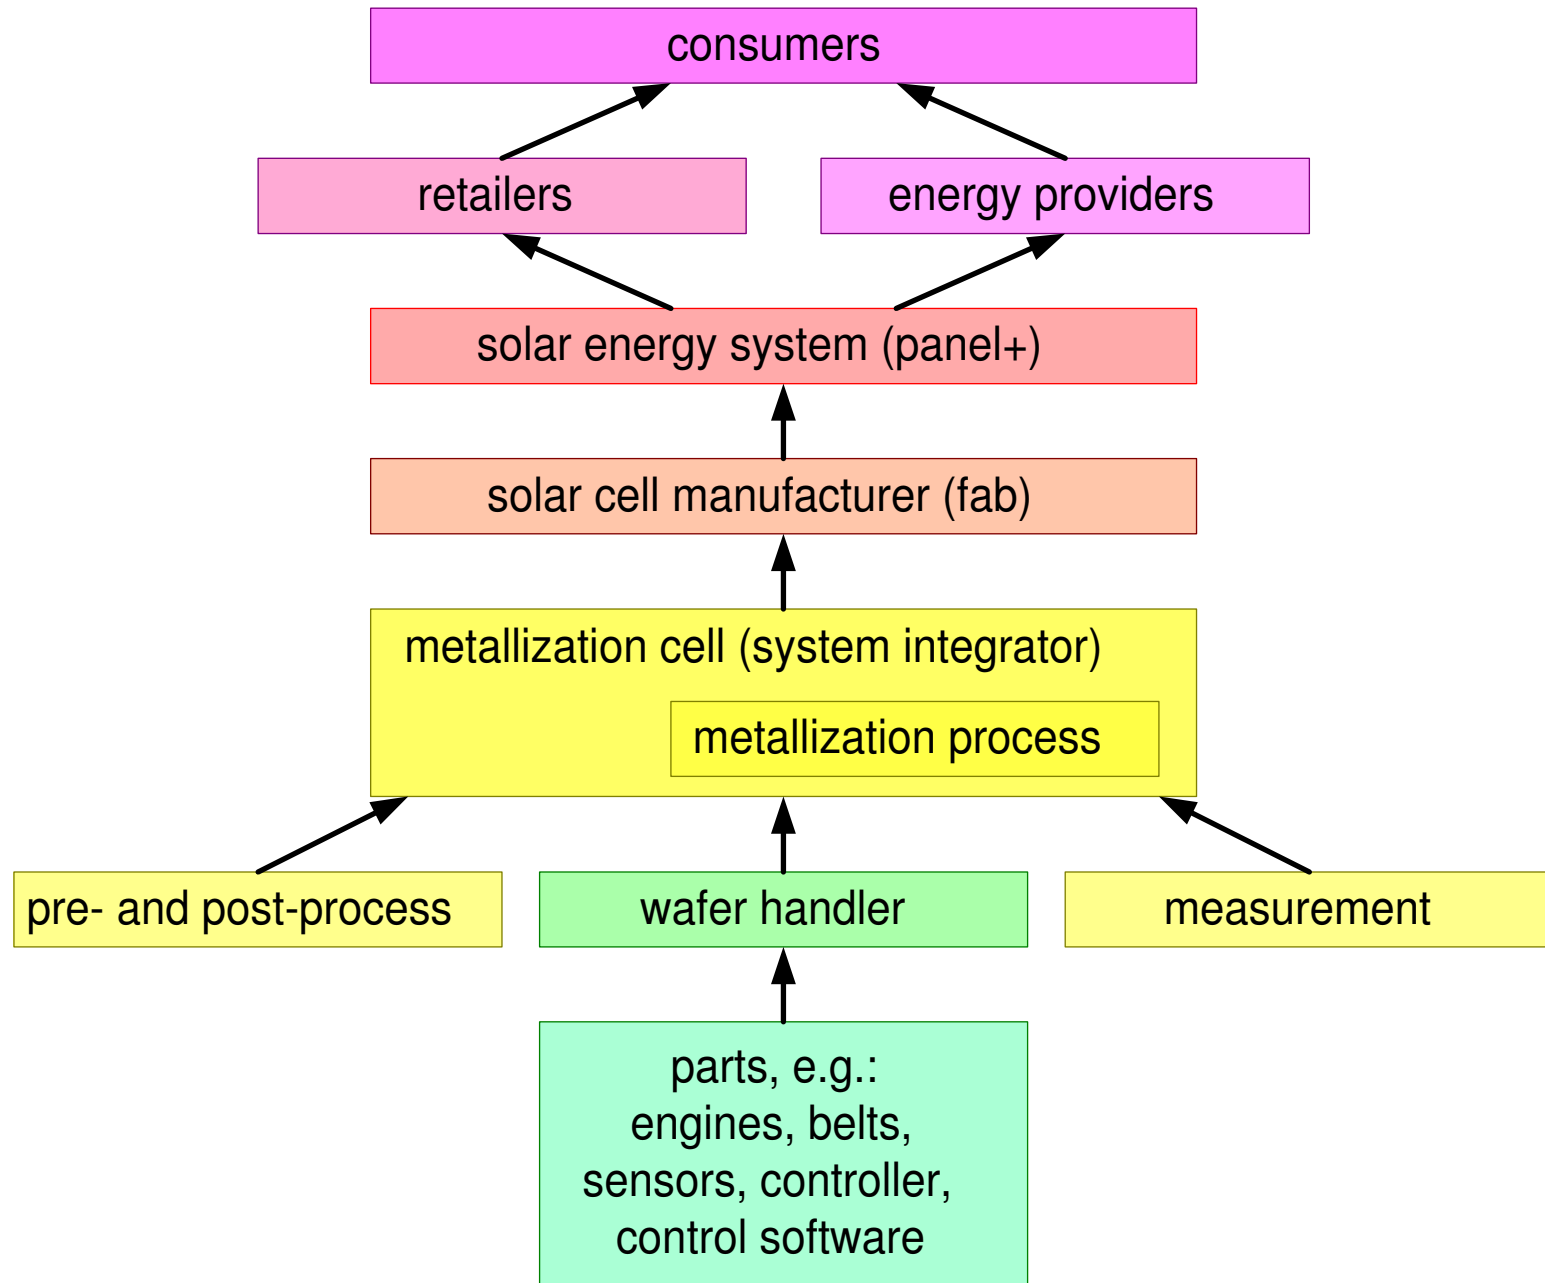 consumers
retailers
energy providers
solar energy system (panel+)
solar cell manufacturer (fab)
metallization cell (system integrator)
metallization process
pre- and post-process
wafer handler
measurement
parts, e.g.:
engines, belts,
sensors, controller,
control software